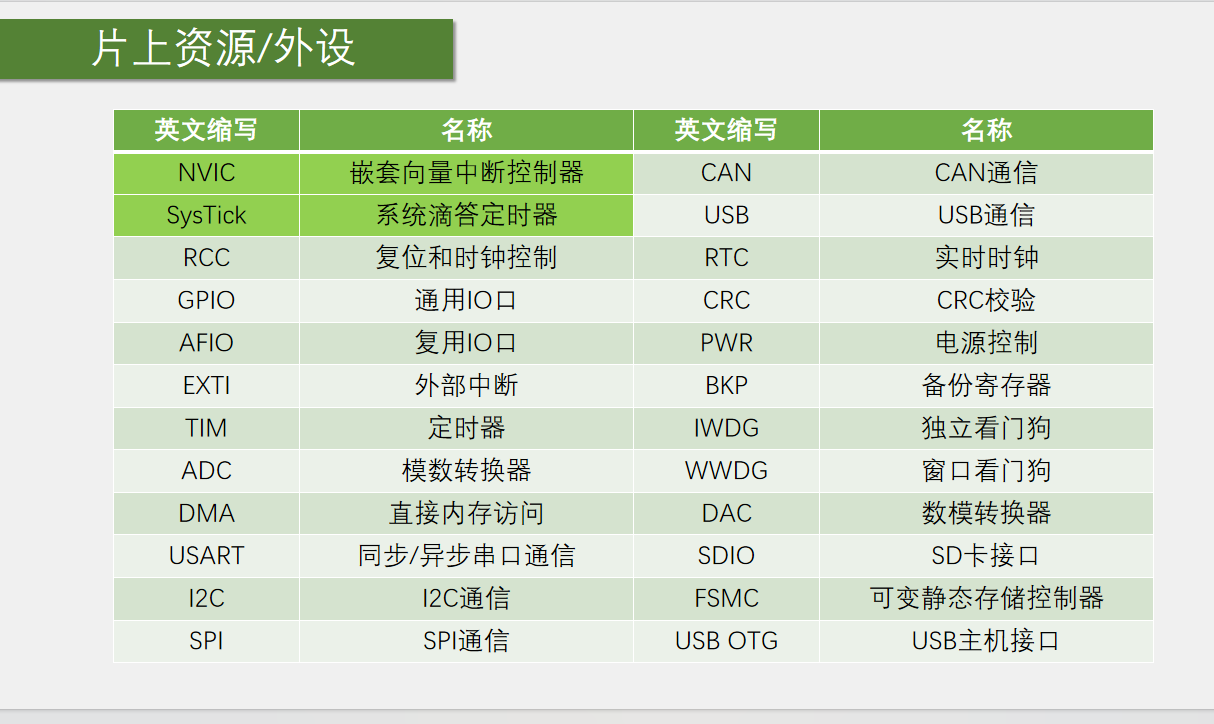 片上资源/外设
英文缩写 名称 英文缩写 名称
NVIC 嵌套向量中断控制器 CAN CAN通信
SysTick 系统滴答定时器 USB USB通信
RCC 复位和时钟控制 RTC 实时时钟
GPIO 通用IO口 CRC CRC校验
AFIO 复用IO口 PWR 电源控制
EXTI 外部中断 BKP 备份寄存器
TIM 定时器 IWDG 独立看门狗
ADC 模数转换器 WWDG 窗口看门狗
DMA 直接内存访问 DAC 数模转换器
USART 同步/异步串口通信 SDIO SD卡接口
I2C I2C通信 FSMC 可变静态存储控制器
SPI SPI通信 USB OTG USB主机接口